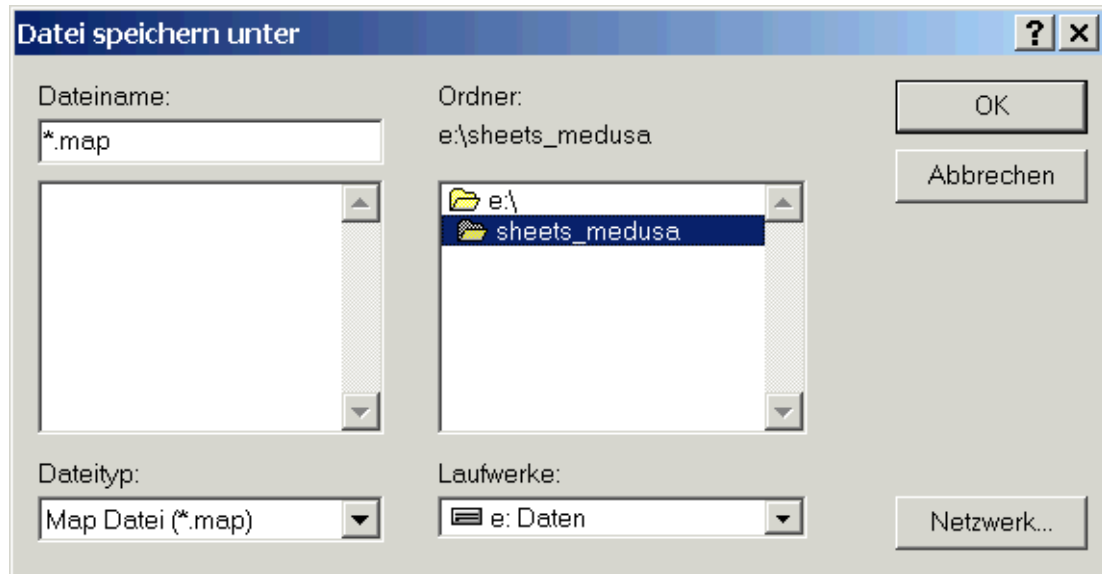 Datei speichern unter
Dateiname:
*.map
Ordner:
e:\sheets_medusa
e:\
sheets_medusa
OK
Abbrechen
Dateityp:
Map Datei (*.map)
Laufwerke:
e: Daten
Netzwerk...